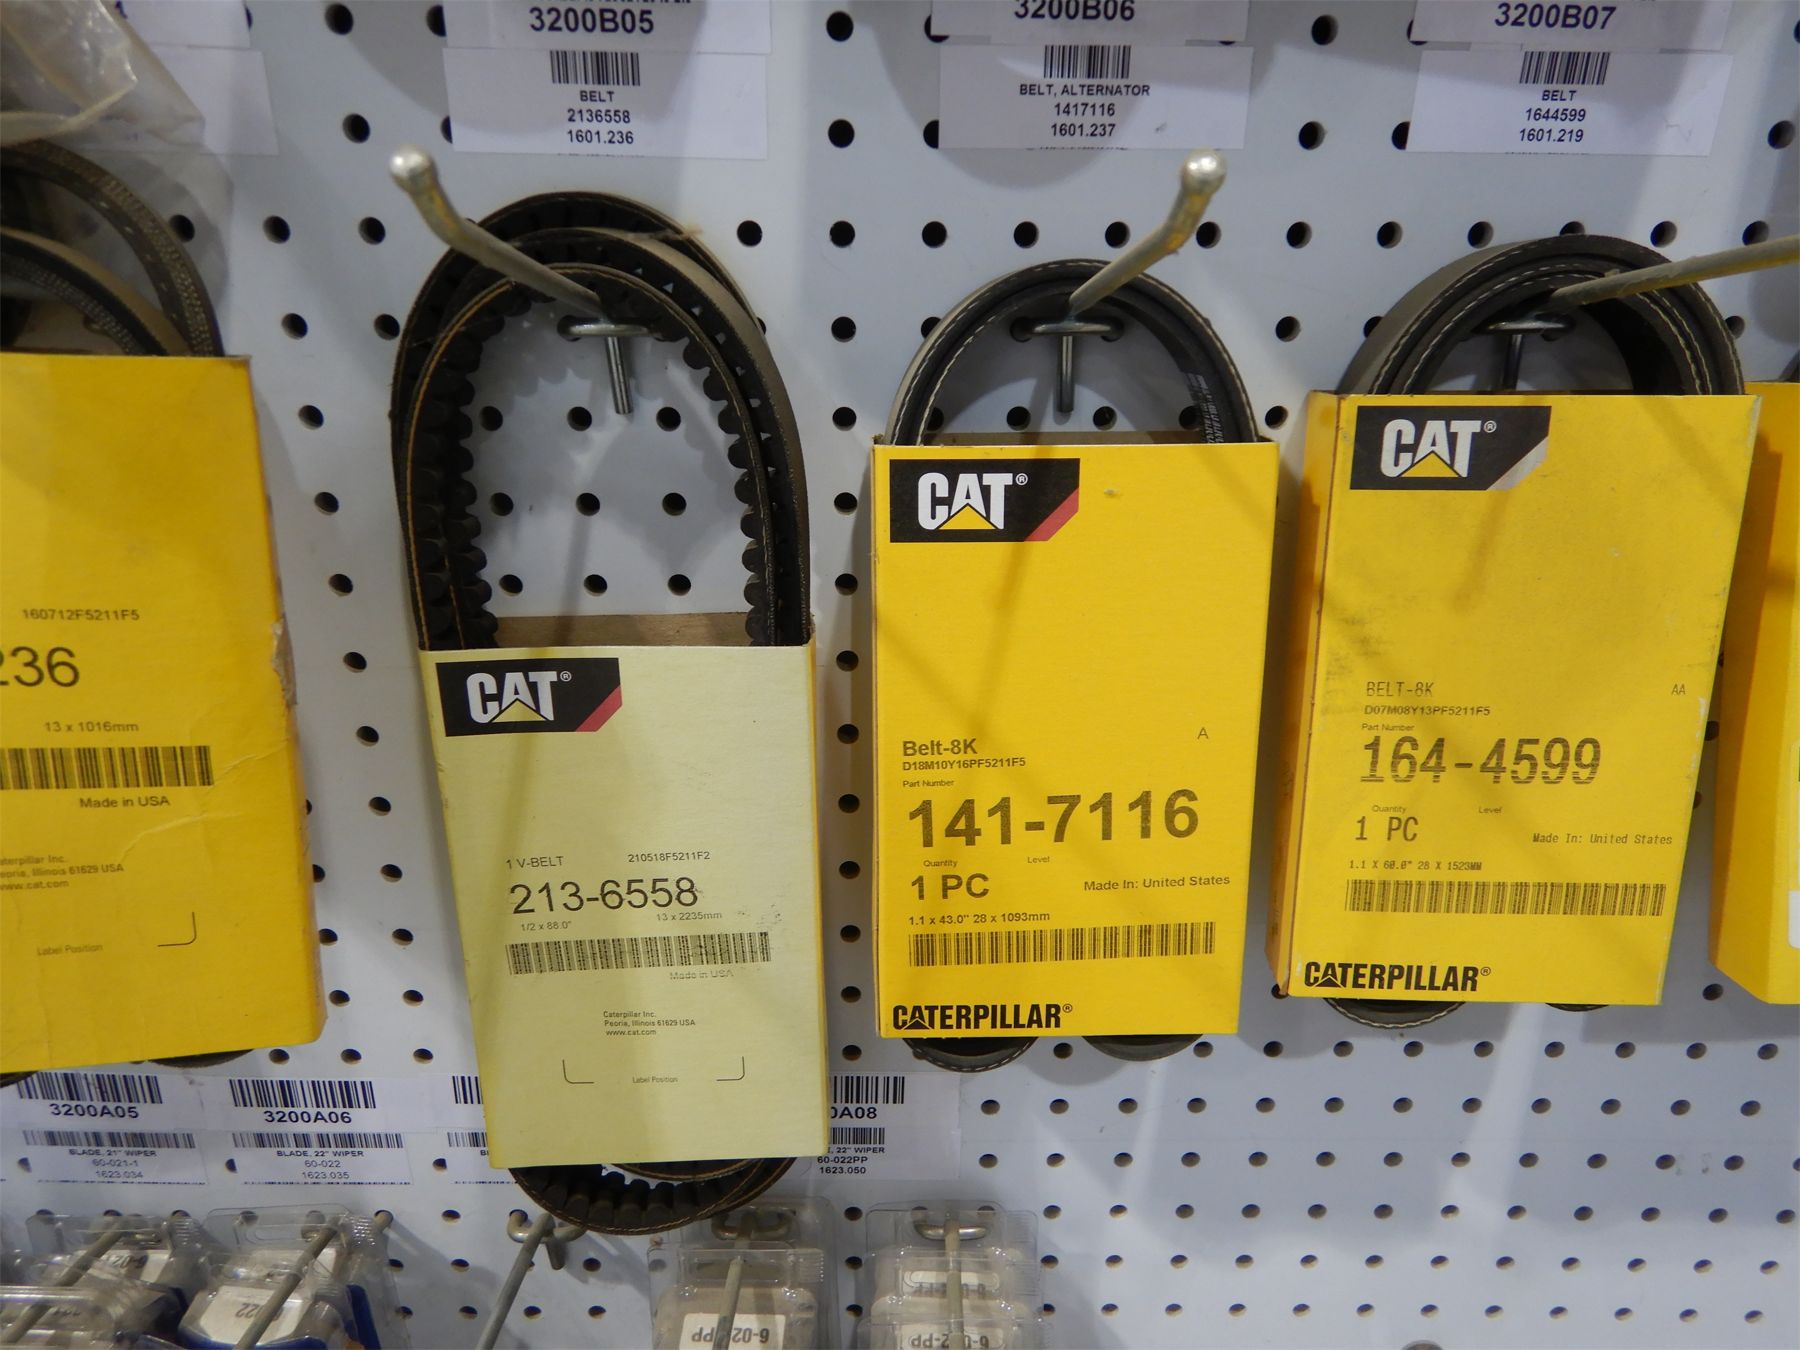 3200B05
BELT
2136558
1601.236
3200B06
BELT, ALTERNATOR
1417116
1601.237
3200B07
BELT
1644599
1601.219
160712F5211F5
236
13 x 1016mm
Made in USA
Caterpillar Inc.
Peoria, Illinois 61629 USA
www.cat.com
Label Position
CAT®
1 V-BELT 210518F5211F2
213-6558
1/2 x 88.0" 13 x 2235mm
Made in USA
Caterpillar Inc.
Peoria, Illinois 61629 USA
www.cat.com
Label Position
CAT®
A
Belt-8K
D18M10Y16PF5211F5
Part Number
141-7116
Quantity Level
1 PC Made In: United States
1.1 x 43.0" 28 x 1093mm
CATERPILLAR®
CAT®
BELT-8K AA
D07M08Y13PF5211F5
Part Number
164-4599
Quantity Level
1 PC Made In: United States
1.1 X 60.0" 28 X 1523MM
CATERPILLAR®
3200A05
BLADE, 21" WIPER
60-021-1
1623.034
3200A06
BLADE, 22" WIPER
60-022
1623.035
0A08
22" WIPER
60-022PP
1623.050